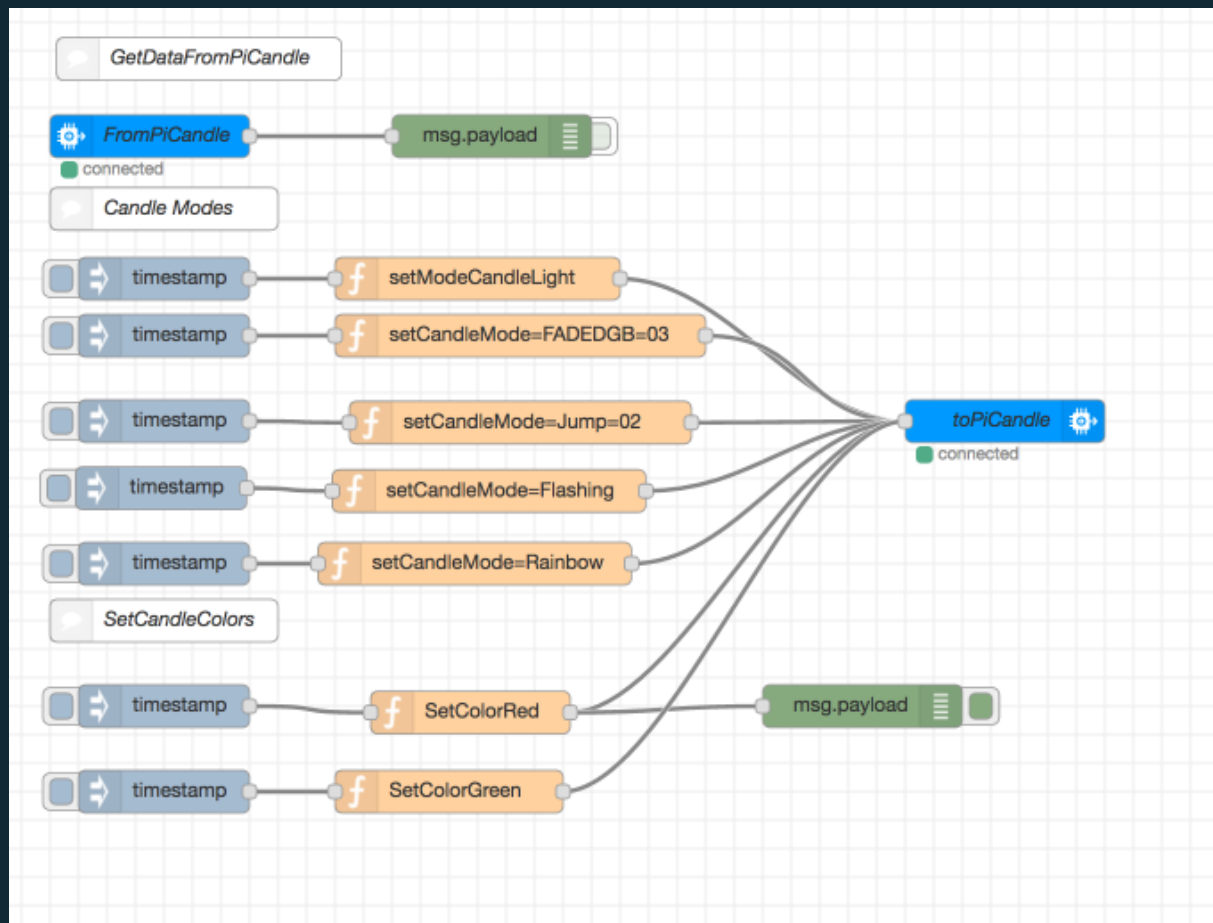 GetDataFromPiCandle
FromPiCandle
msg.payload
connected
Candle Modes
timestamp
setModeCandleLight
timestamp
setCandleMode=FADEDGB=03
timestamp
setCandleMode=Jump=02
toPiCandle
connected
timestamp
setCandleMode=Flashing
timestamp
setCandleMode=Rainbow
SetCandleColors
timestamp
SetColorRed
msg.payload
timestamp
SetColorGreen